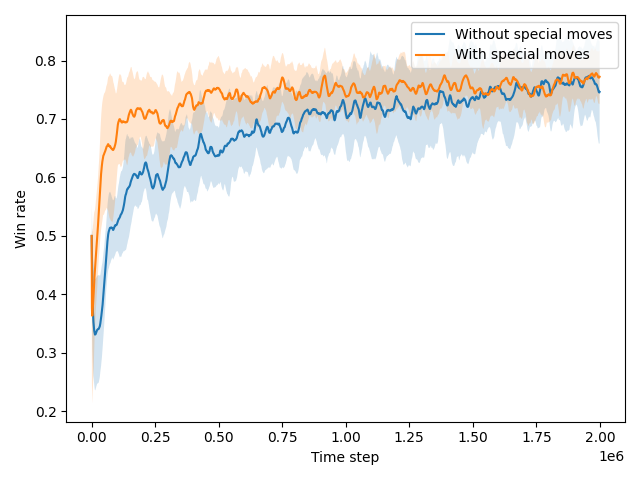 Without special moves
With special moves
Win rate
0.8
0.7
0.6
0.5
0.4
0.3
0.2
0.00 0.25 0.50 0.75 1.00 1.25 1.50 1.75 2.00
Time step
1e6